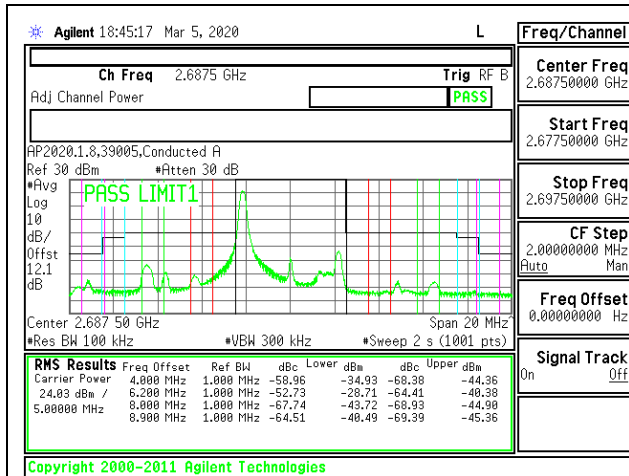 Agilent 18:45:17 Mar 5, 2020 L
Freq/Channel
Ch Freq 2.6875 GHz Trig RF B
Adj Channel Power PASS
Center Freq
2.68750000 GHz
Start Freq
2.67750000 GHz
Stop Freq
2.69750000 GHz
CF Step
2.00000000 MHz
Auto Man
Freq Offset
0.00000000 Hz
Signal Track
On Off
AP2020.1.8,39005,Conducted A
Ref 30 dBm #Atten 30 dB
#Avg
Log
10
dB/
Offst
12.1
dB
PASS LIMIT1
Center 2.687 50 GHz Span 20 MHz^
#Res BW 100 kHz #VBW 300 kHz #Sweep 2 s (1001 pts)
RMS Results Freq Offset Ref BW dBc Lower dBm dBc Upper dBm
Carrier Power 4.000 MHz 1.000 MHz -58.96 -34.93 -68.38 -44.36
24.03 dBm / 6.200 MHz 1.000 MHz -52.73 -28.71 -64.41 -40.38
5.00000 MHz 8.000 MHz 1.000 MHz -67.74 -43.72 -68.93 -44.90
8.900 MHz 1.000 MHz -64.51 -40.49 -69.39 -45.36
Copyright 2000-2011 Agilent Technologies